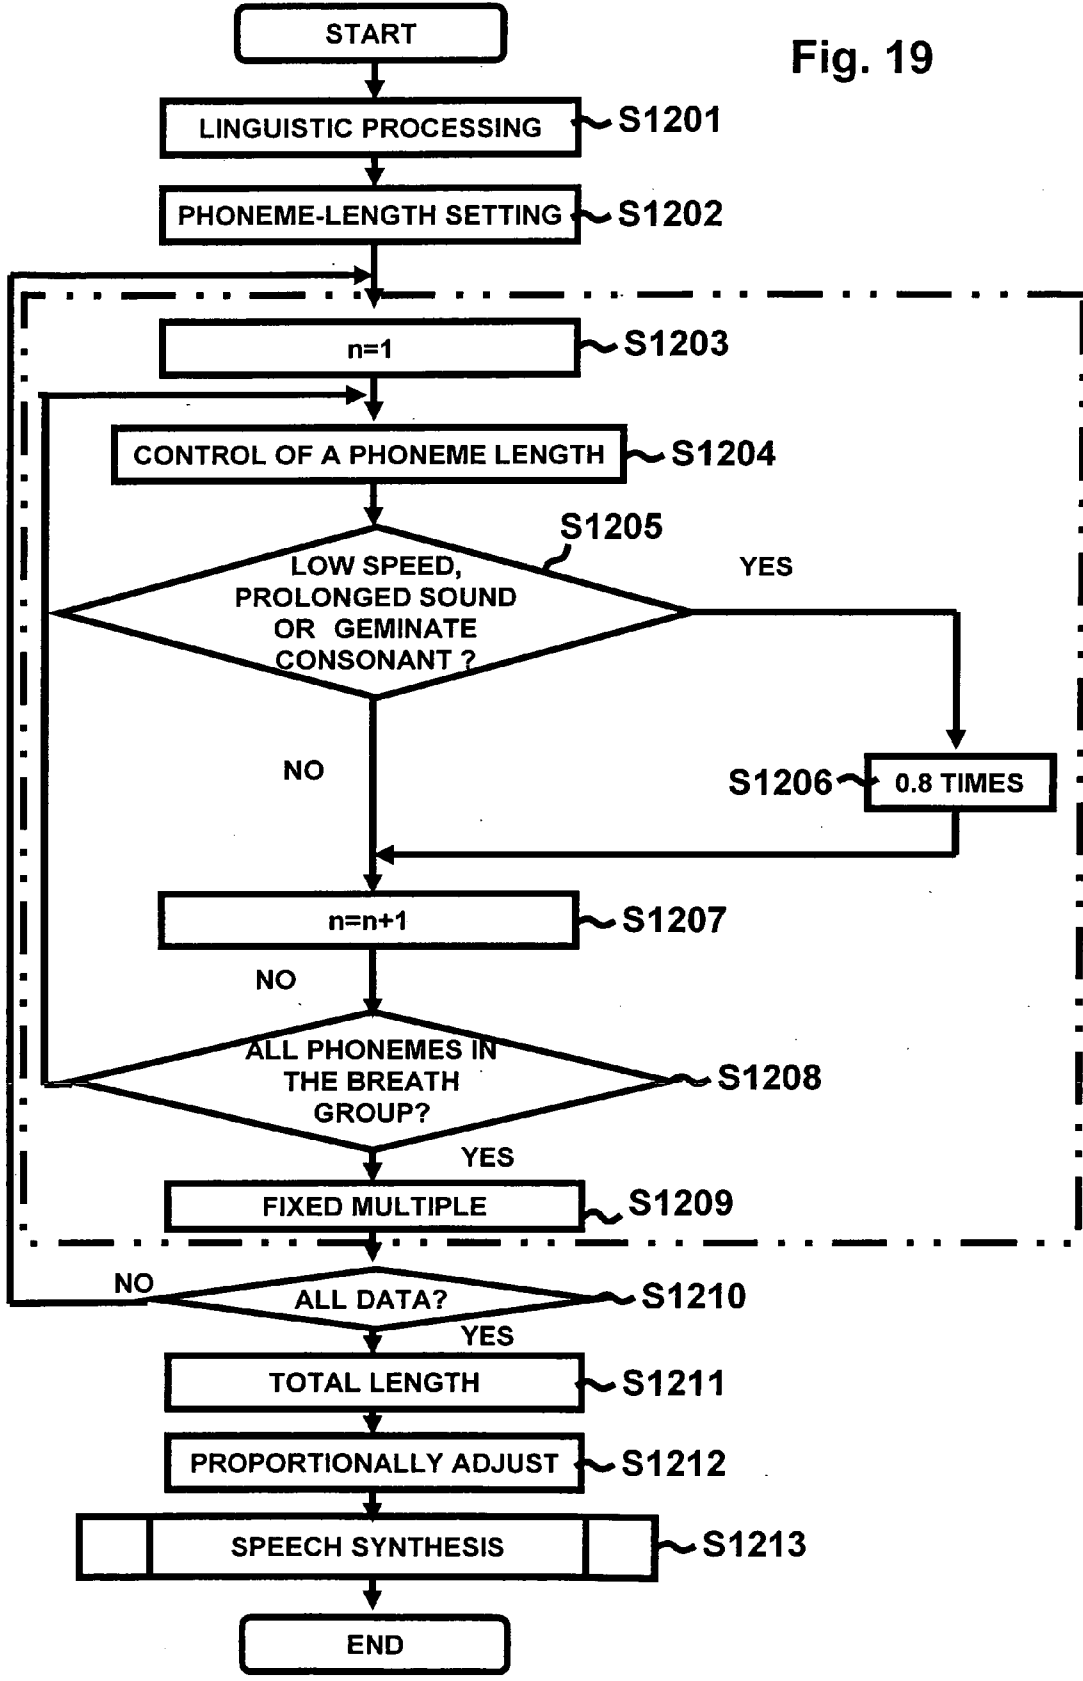 START
Fig. 19
LINGUISTIC PROCESSING
S1201
PHONEME-LENGTH SETTING
S1202
n=1
S1203
CONTROL OF A PHONEME LENGTH
S1204
S1205
LOW SPEED,
PROLONGED SOUND
OR GEMINATE
CONSONANT ?
YES
NO
S1206
0.8 TIMES
n=n+1
S1207
NO
ALL PHONEMES IN
THE BREATH
GROUP?
S1208
YES
FIXED MULTIPLE
S1209
NO
ALL DATA?
S1210
YES
TOTAL LENGTH
S1211
PROPORTIONALLY ADJUST
S1212
SPEECH SYNTHESIS
S1213
END